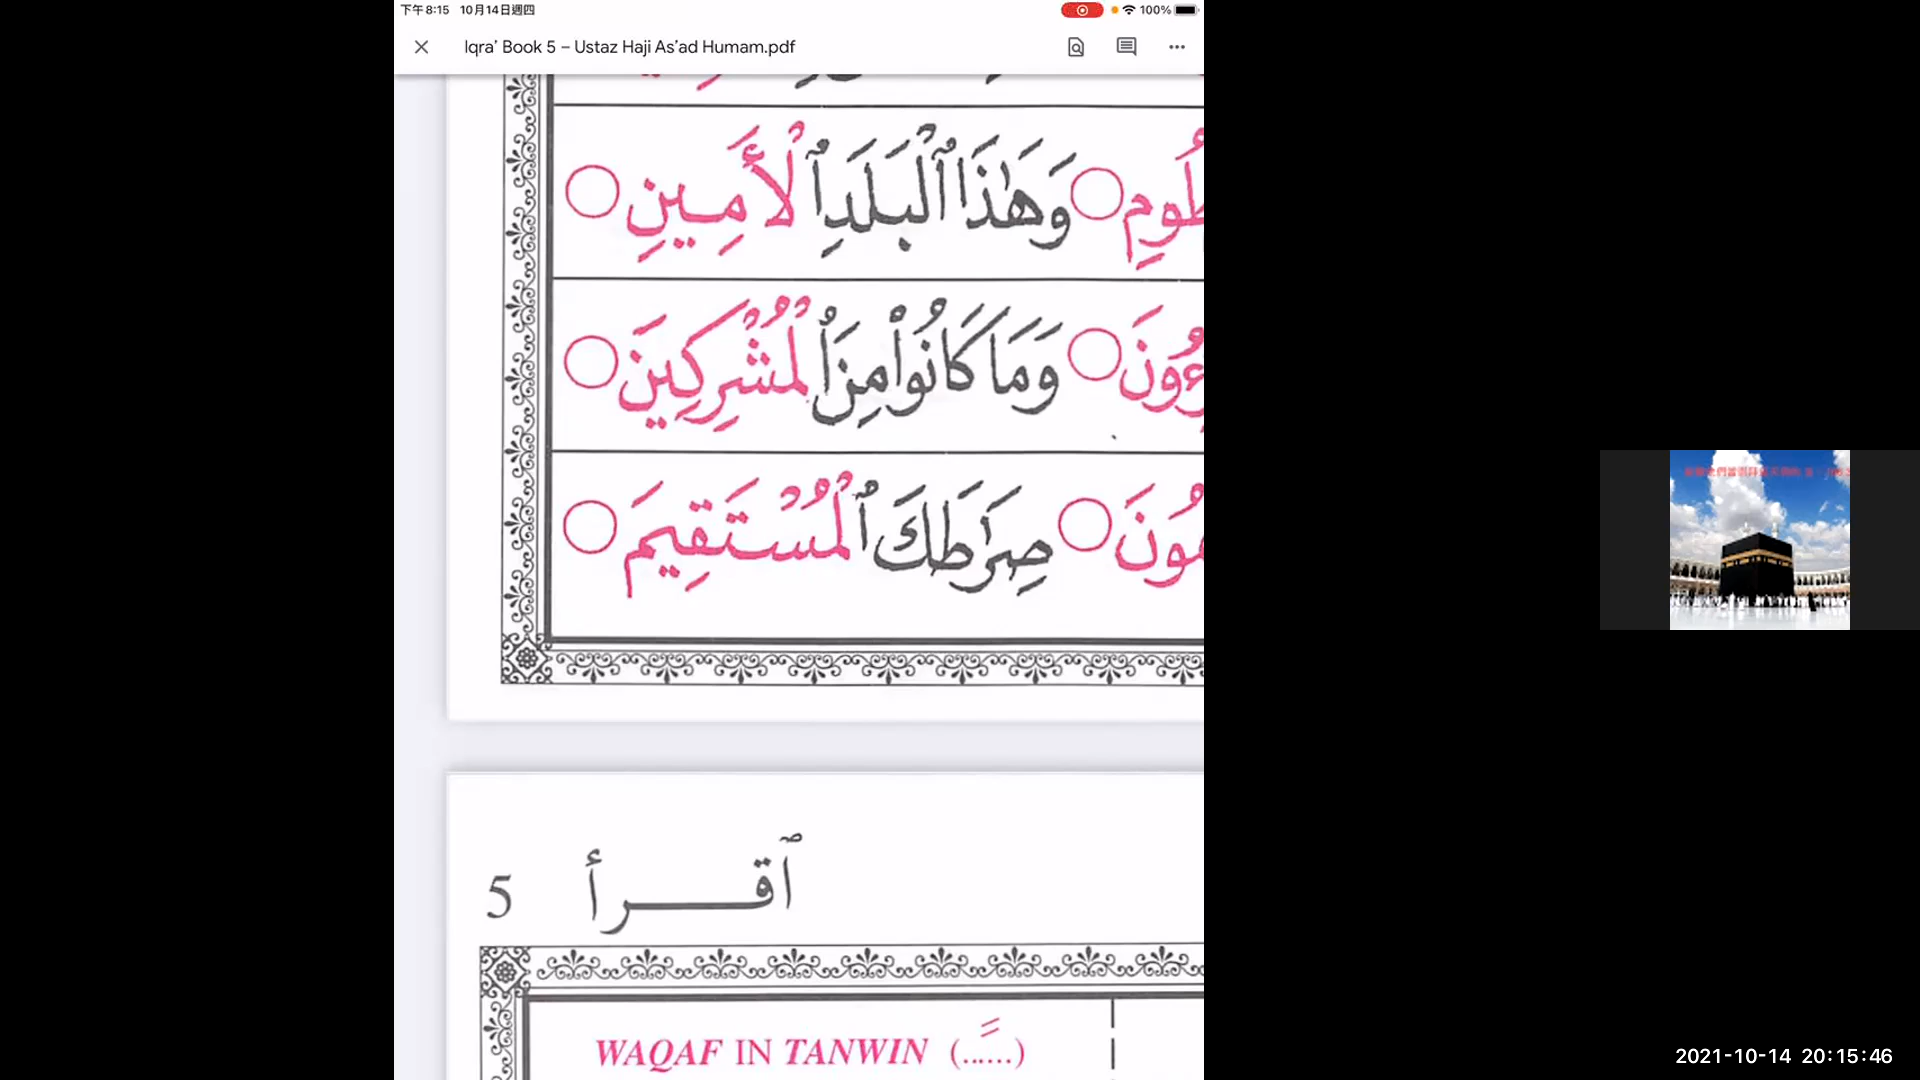 下午8:15 10月14日週四
100%
Iqra’ Book 5 – Ustaz Haji As’ad Humam.pdf
وَهَٰذَا ٱلْبَلَدِ ٱلْأَمِينِ
وَمَا كَانُوا۟ مِنَ ٱلْمُشْرِكِينَ
صِرَٰطَكَ ٱلْمُسْتَقِيمَ
5 ٱقـــرأ
WAQAF IN TANWIN (..ً....)
2021-10-14 20:15:46